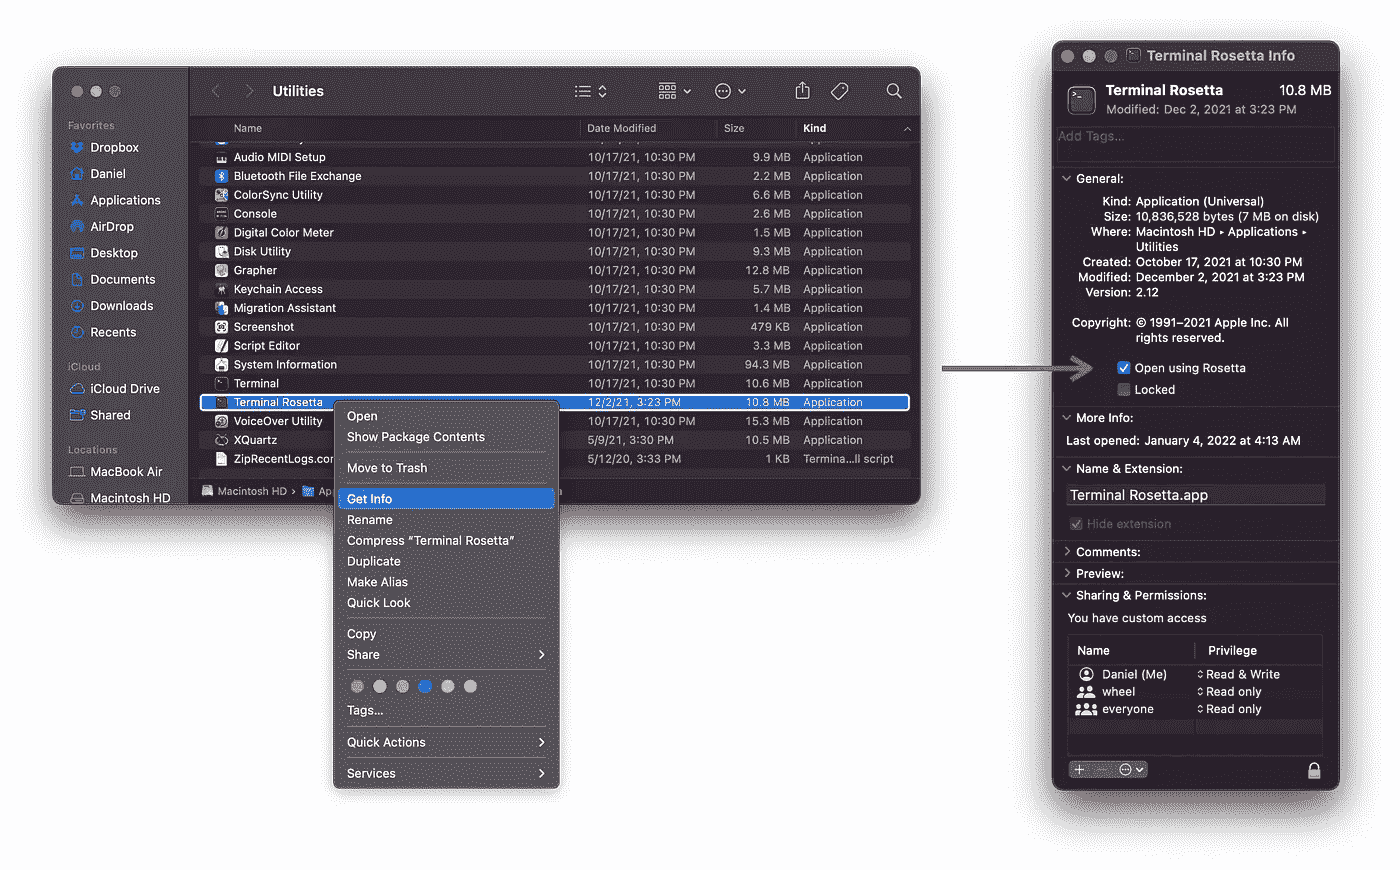 Utilities
Favorites
Dropbox
Daniel
Applications
AirDrop
Desktop
Documents
Downloads
Recents
iCloud
iCloud Drive
Shared
Locations
MacBook Air
Macintosh HD
Name Date Modified Size Kind
Audio MIDI Setup 10/17/21, 10:30 PM 9.9 MB Application
Bluetooth File Exchange 10/17/21, 10:30 PM 2.2 MB Application
ColorSync Utility 10/17/21, 10:30 PM 6.6 MB Application
Console 10/17/21, 10:30 PM 2.6 MB Application
Digital Color Meter 10/17/21, 10:30 PM 1.5 MB Application
Disk Utility 10/17/21, 10:30 PM 9.3 MB Application
Grapher 10/17/21, 10:30 PM 12.8 MB Application
Keychain Access 10/17/21, 10:30 PM 5.7 MB Application
Migration Assistant 10/17/21, 10:30 PM 1.4 MB Application
Screenshot 10/17/21, 10:30 PM 479 KB Application
Script Editor 10/17/21, 10:30 PM 3.3 MB Application
System Information 10/17/21, 10:30 PM 94.3 MB Application
Terminal 10/17/21, 10:30 PM 10.6 MB Application
Terminal Rosetta 12/2/21, 3:23 PM 10.8 MB Application
VoiceOver Utility 10/17/21, 10:30 PM 15.3 MB Application
XQuartz 5/9/21, 3:30 PM 10.5 MB Application
ZipRecentLogs.co 5/12/20, 3:33 PM 1 KB Termina...ll script
Macintosh HD › Ap
Open
Show Package Contents
Move to Trash
Get Info
Rename
Compress “Terminal Rosetta”
Duplicate
Make Alias
Quick Look
Copy
Share
Tags...
Quick Actions
Services
Terminal Rosetta Info
Terminal Rosetta 10.8 MB
Modified: Dec 2, 2021 at 3:23 PM
Add Tags...
General:
Kind: Application (Universal)
Size: 10,836,528 bytes (7 MB on disk)
Where: Macintosh HD ▸ Applications ▸
Utilities
Created: October 17, 2021 at 10:30 PM
Modified: December 2, 2021 at 3:23 PM
Version: 2.12
Copyright: © 1991–2021 Apple Inc. All
rights reserved.
Open using Rosetta
Locked
More Info:
Last opened: January 4, 2022 at 4:13 AM
Name & Extension:
Terminal Rosetta.app
Hide extension
Comments:
Preview:
Sharing & Permissions:
You have custom access
Name Privilege
Daniel (Me) Read & Write
wheel Read only
everyone Read only